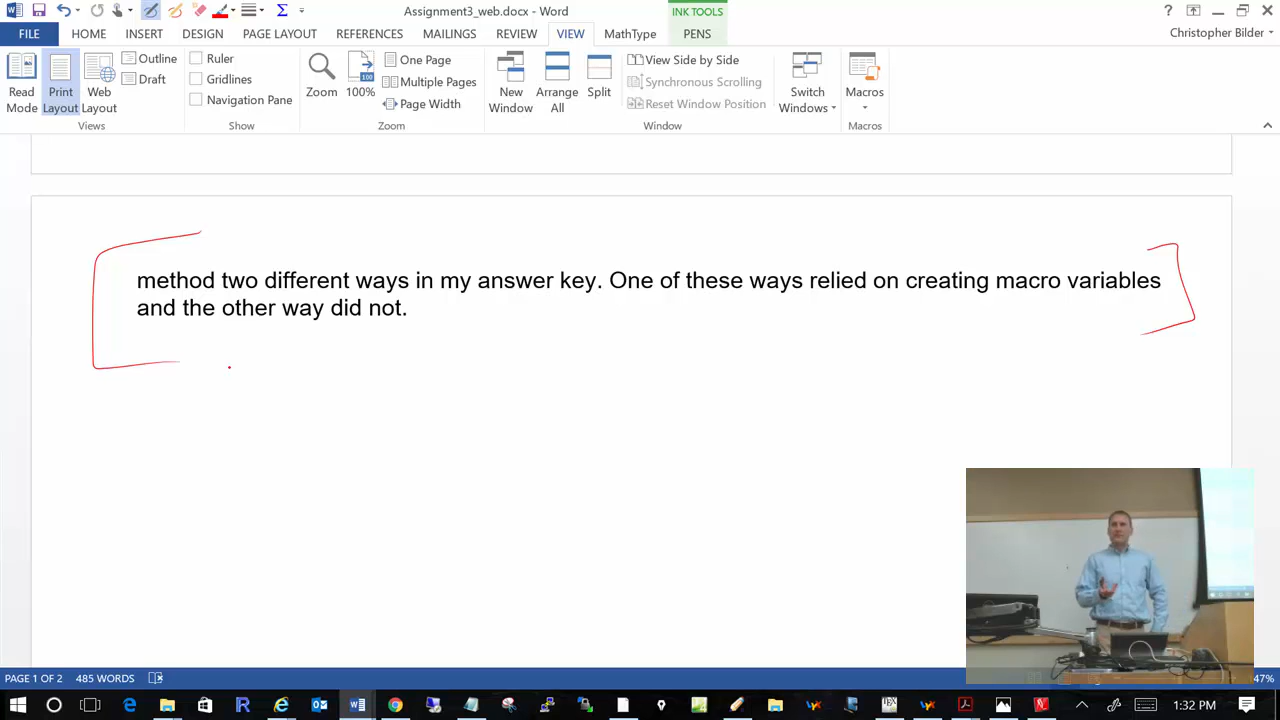 Assignment3_web.docx - Word
INK TOOLS
FILE HOME INSERT DESIGN PAGE LAYOUT REFERENCES MAILINGS REVIEW VIEW MathType PENS
Christopher Bilder
Read Mode
Print Layout
Web Layout
Outline
Draft
Views
Ruler
Gridlines
Navigation Pane
Show
Zoom
100%
One Page
Multiple Pages
Page Width
Zoom
New Window
Arrange All
Split
View Side by Side
Synchronous Scrolling
Reset Window Position
Window
Switch Windows
Macros
Macros
method two different ways in my answer key. One of these ways relied on creating macro variables
and the other way did not.
PAGE 1 OF 2 485 WORDS
47%
1:32 PM